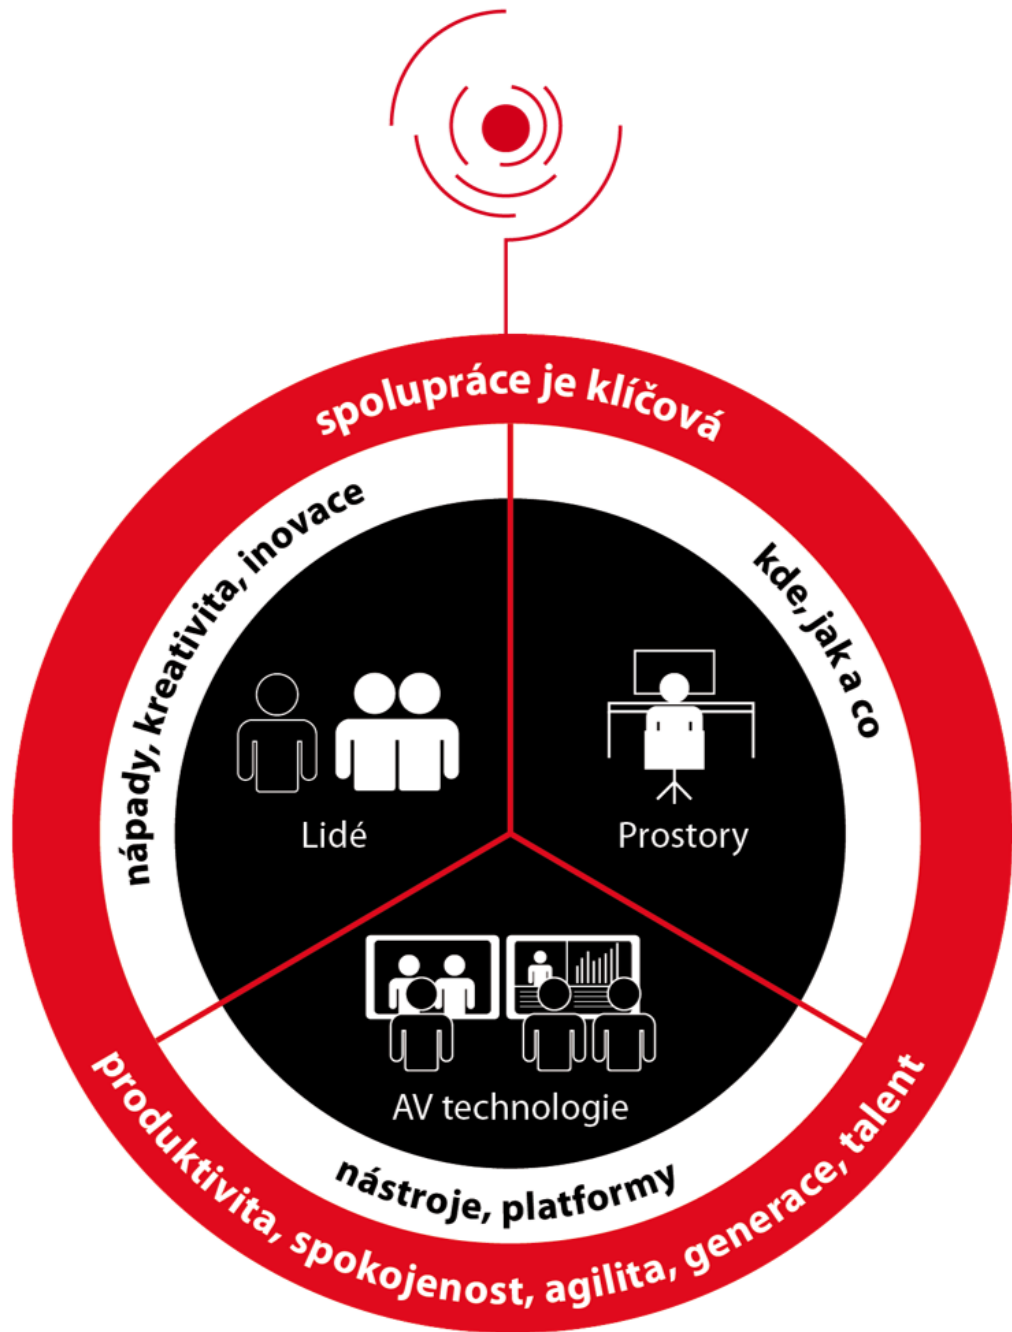 spolupráce je klíčová
nápady, kreativita, inovace
kde, jak a co
Lidé
Prostory
AV technologie
nástroje, platformy
produktivita, spokojenost, agilita, generace, talent